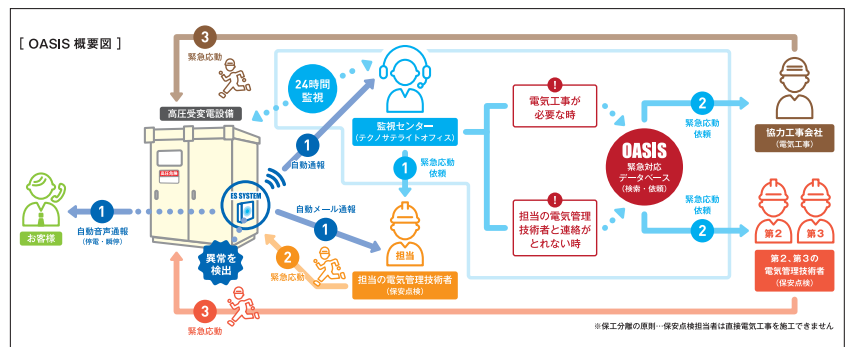 [ OASIS 概要図 ]
3
緊急応動
高圧受変電設備
24時間
監視
1
自動通報
監視センター
(テクノサテライトオフィス)
1
緊急応動
依頼
!
電気工事が
必要な時
OASIS
緊急対応
データベース
(検索・依頼)
2
緊急応動
依頼
協力工事会社
(電気工事)
高圧危険
ES SYSTEM
お客様
1
自動音声通報
(停電・瞬停)
異常を
検出
自動メール通報
1
2
緊急応動
担当
担当の電気管理技術者
(保安点検)
!
担当の電気管理
技術者と連絡が
とれない時
緊急応動
依頼
2
第2
第3
第2、第3の
電気管理技術者
(保安点検)
3
緊急応動
※保工分離の原則…保安点検担当者は直接電気工事を施工できません